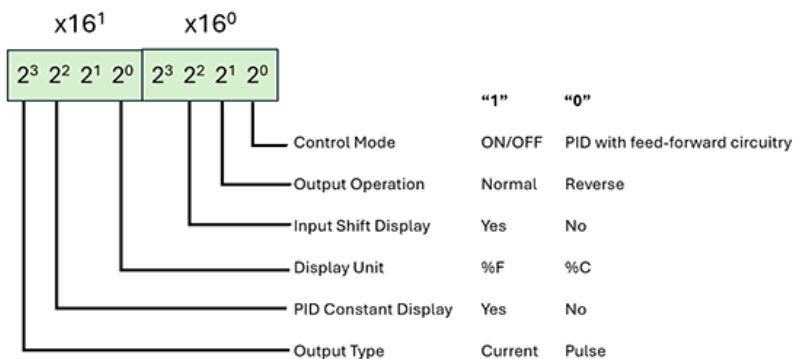 x16¹ x16⁰
2³ 2² 2¹ 2⁰ 2³ 2² 2¹ 2⁰
“1” “0”
Control Mode ON/OFF PID with feed-forward circuitry
Output Operation Normal Reverse
Input Shift Display Yes No
Display Unit %F %C
PID Constant Display Yes No
Output Type Current Pulse